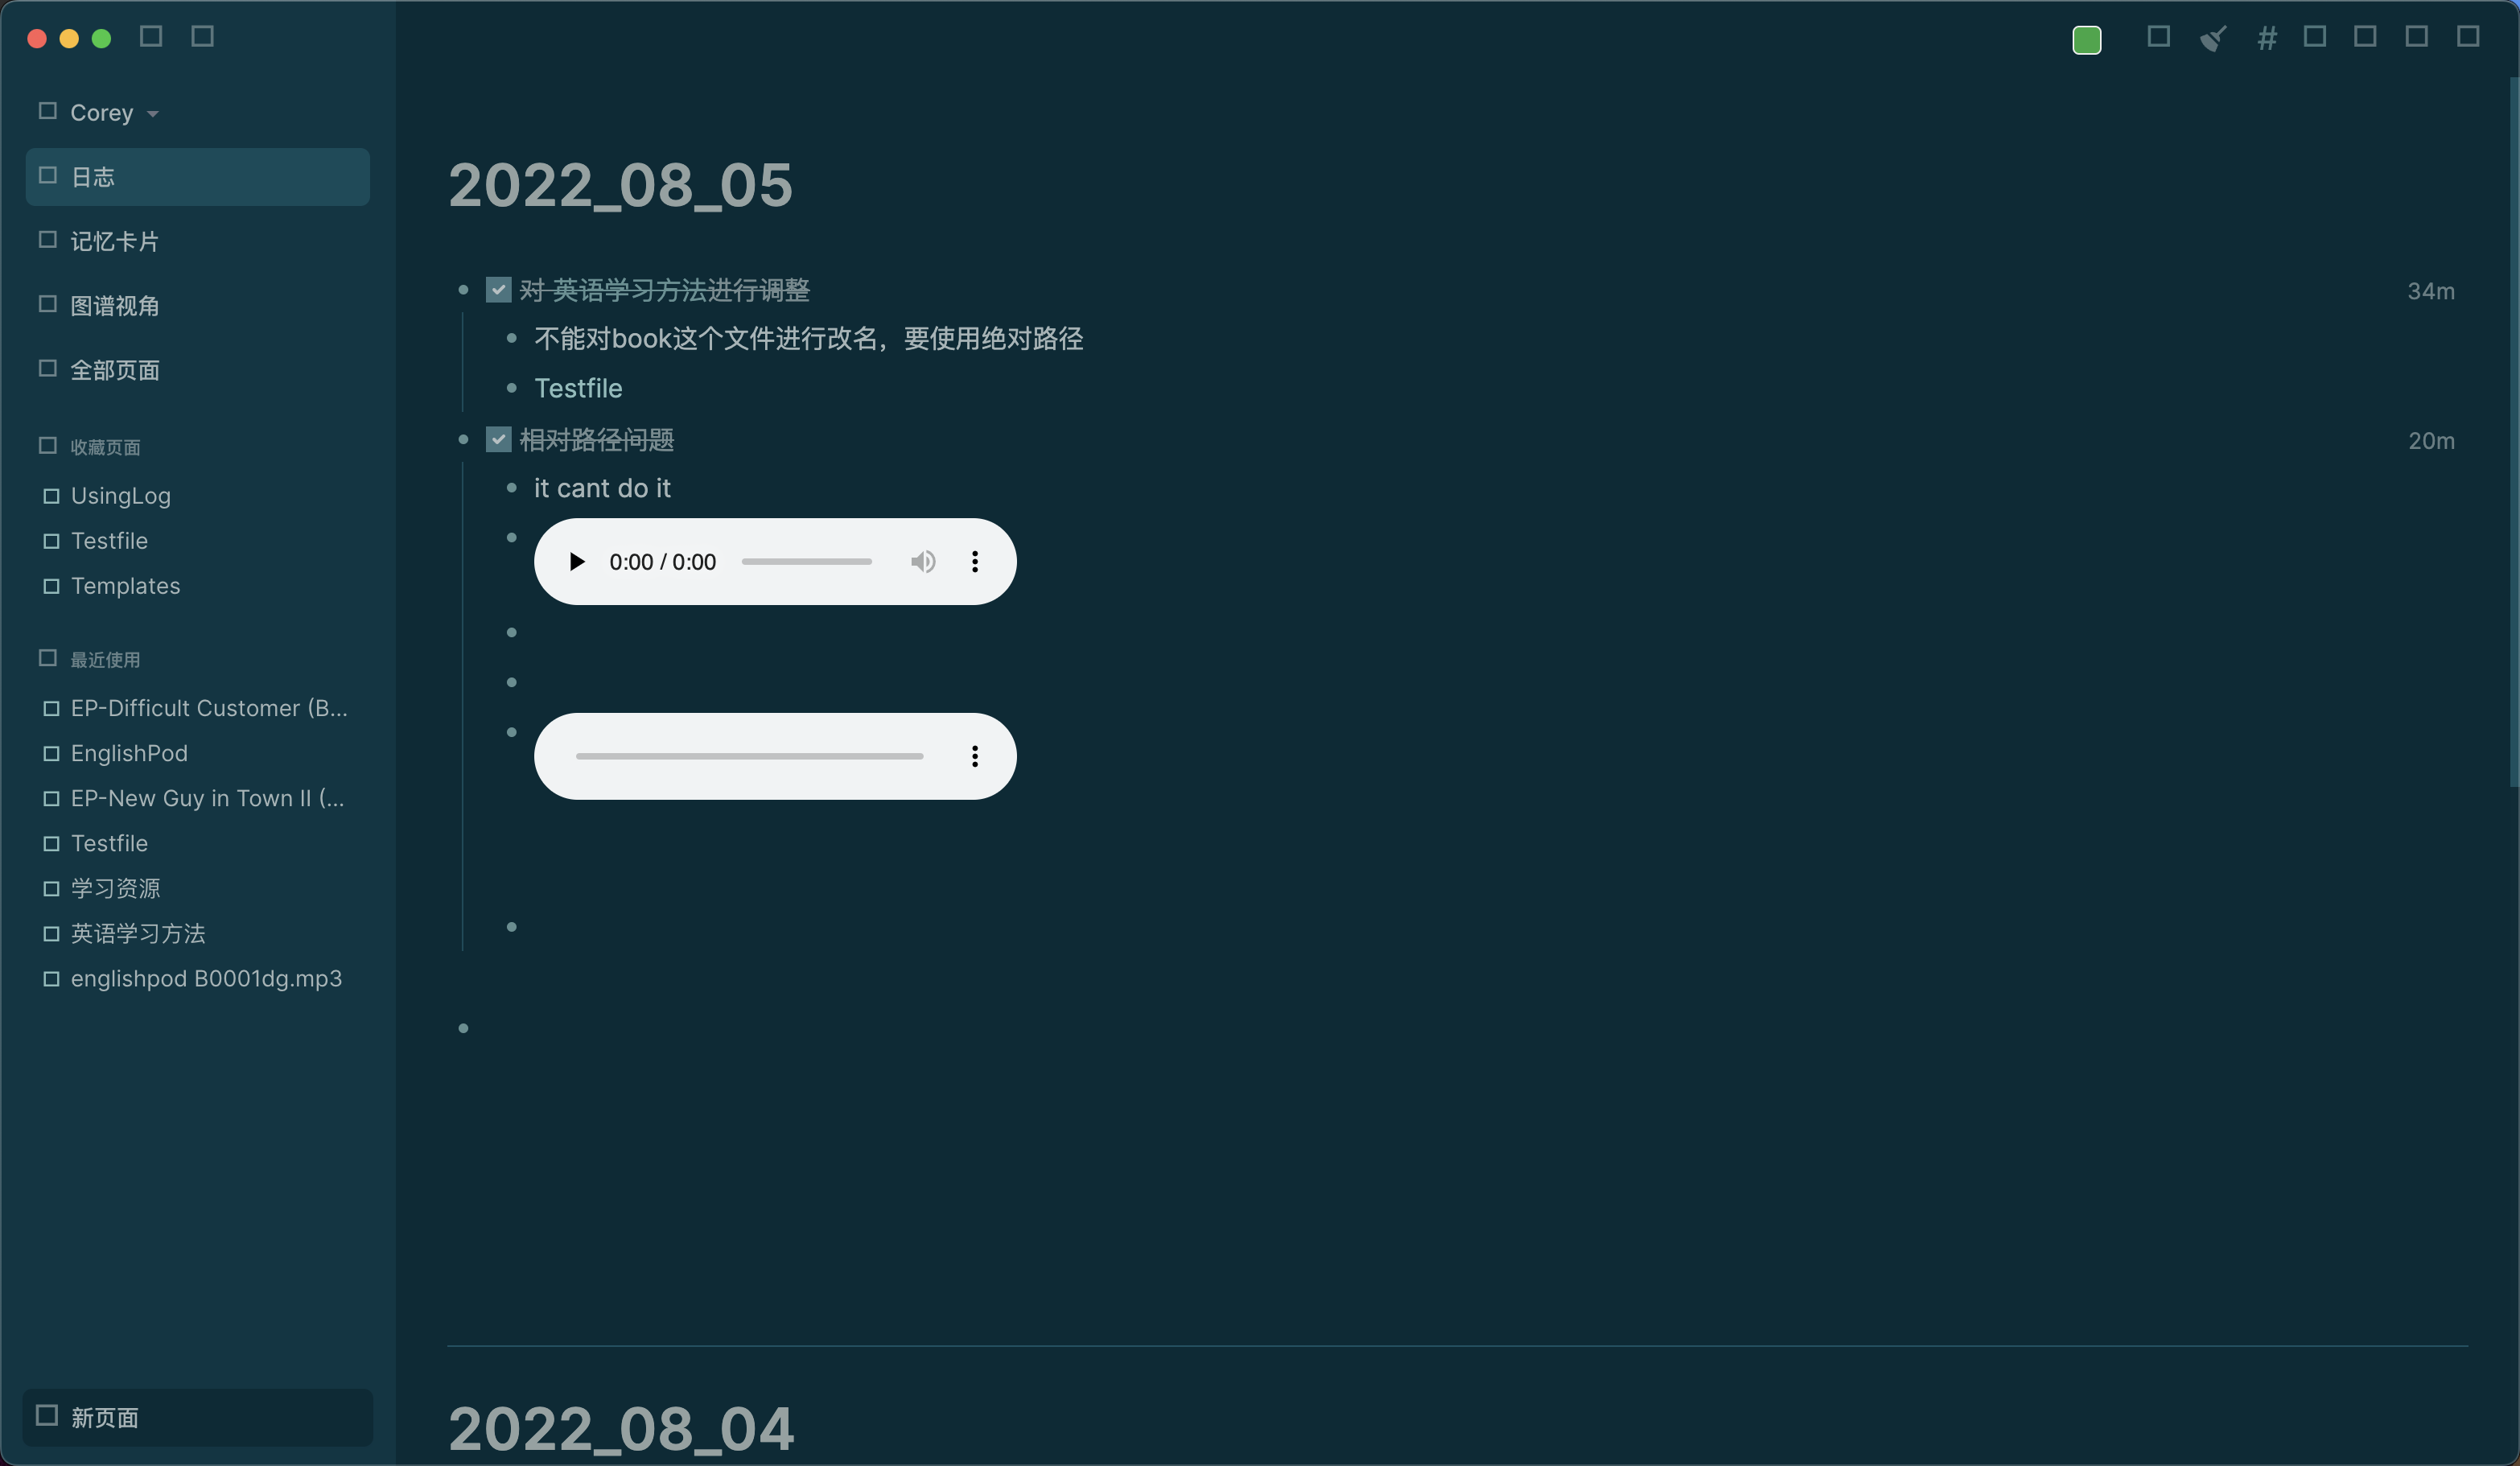 Corey
日志
记忆卡片
图谱视角
全部页面
收藏页面
UsingLog
Testfile
Templates
最近使用
EP-Difficult Customer (B...
EnglishPod
EP-New Guy in Town II (...
Testfile
学习资源
英语学习方法
englishpod B0001dg.mp3
新页面
#
2022_08_05
对 英语学习方法进行调整 34m
不能对book这个文件进行改名，要使用绝对路径
Testfile
相对路径问题 20m
it cant do it
0:00 / 0:00
2022_08_04